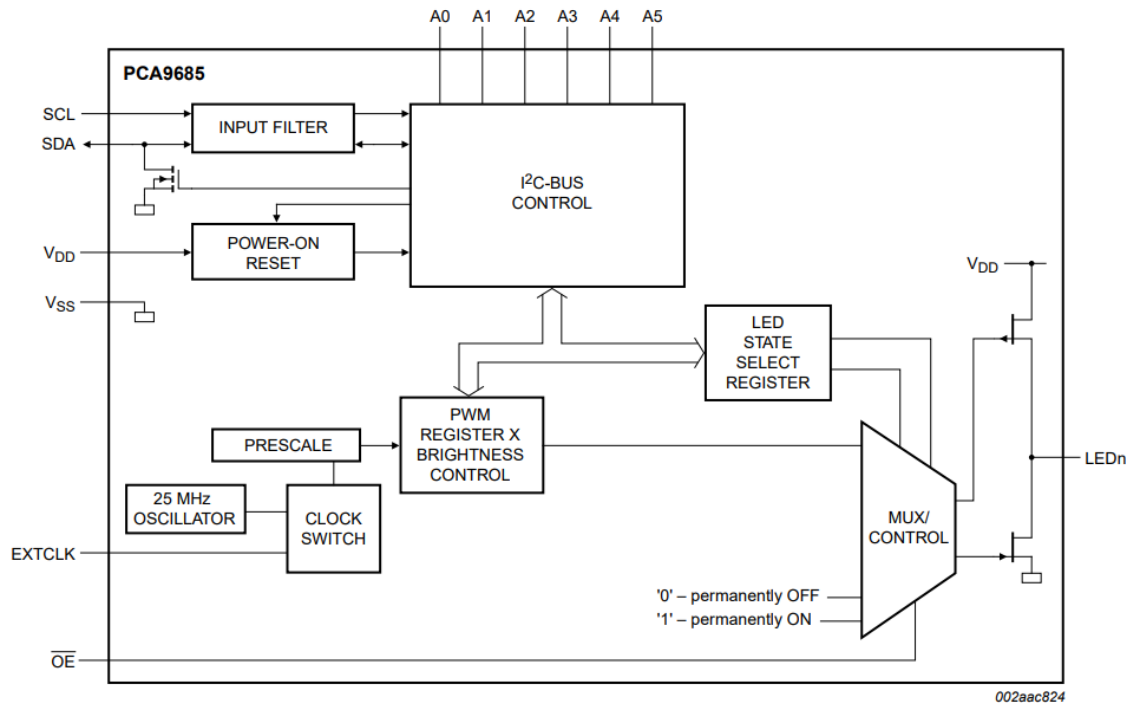 A0 A1 A2 A3 A4 A5
PCA9685
SCL
SDA
INPUT FILTER
I²C-BUS
CONTROL
POWER-ON
RESET
VDD
VSS
VDD
LED
STATE
SELECT
REGISTER
PWM
REGISTER X
BRIGHTNESS
CONTROL
PRESCALE
25 MHz
OSCILLATOR
CLOCK
SWITCH
EXTCLK
LEDn
MUX/
CONTROL
'0' – permanently OFF
'1' – permanently ON
O̅E̅
002aac824